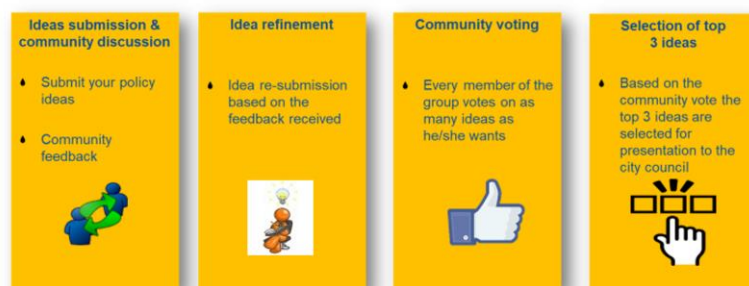 Ideas submission &
community discussion
Submit your policy
ideas
Community
feedback
Idea refinement
Idea re-submission
based on the
feedback received
Community voting
Every member of the
group votes on as
many ideas as
he/she wants
Selection of top
3 ideas
Based on the
community vote the
top 3 ideas are
selected for
presentation to the
city council